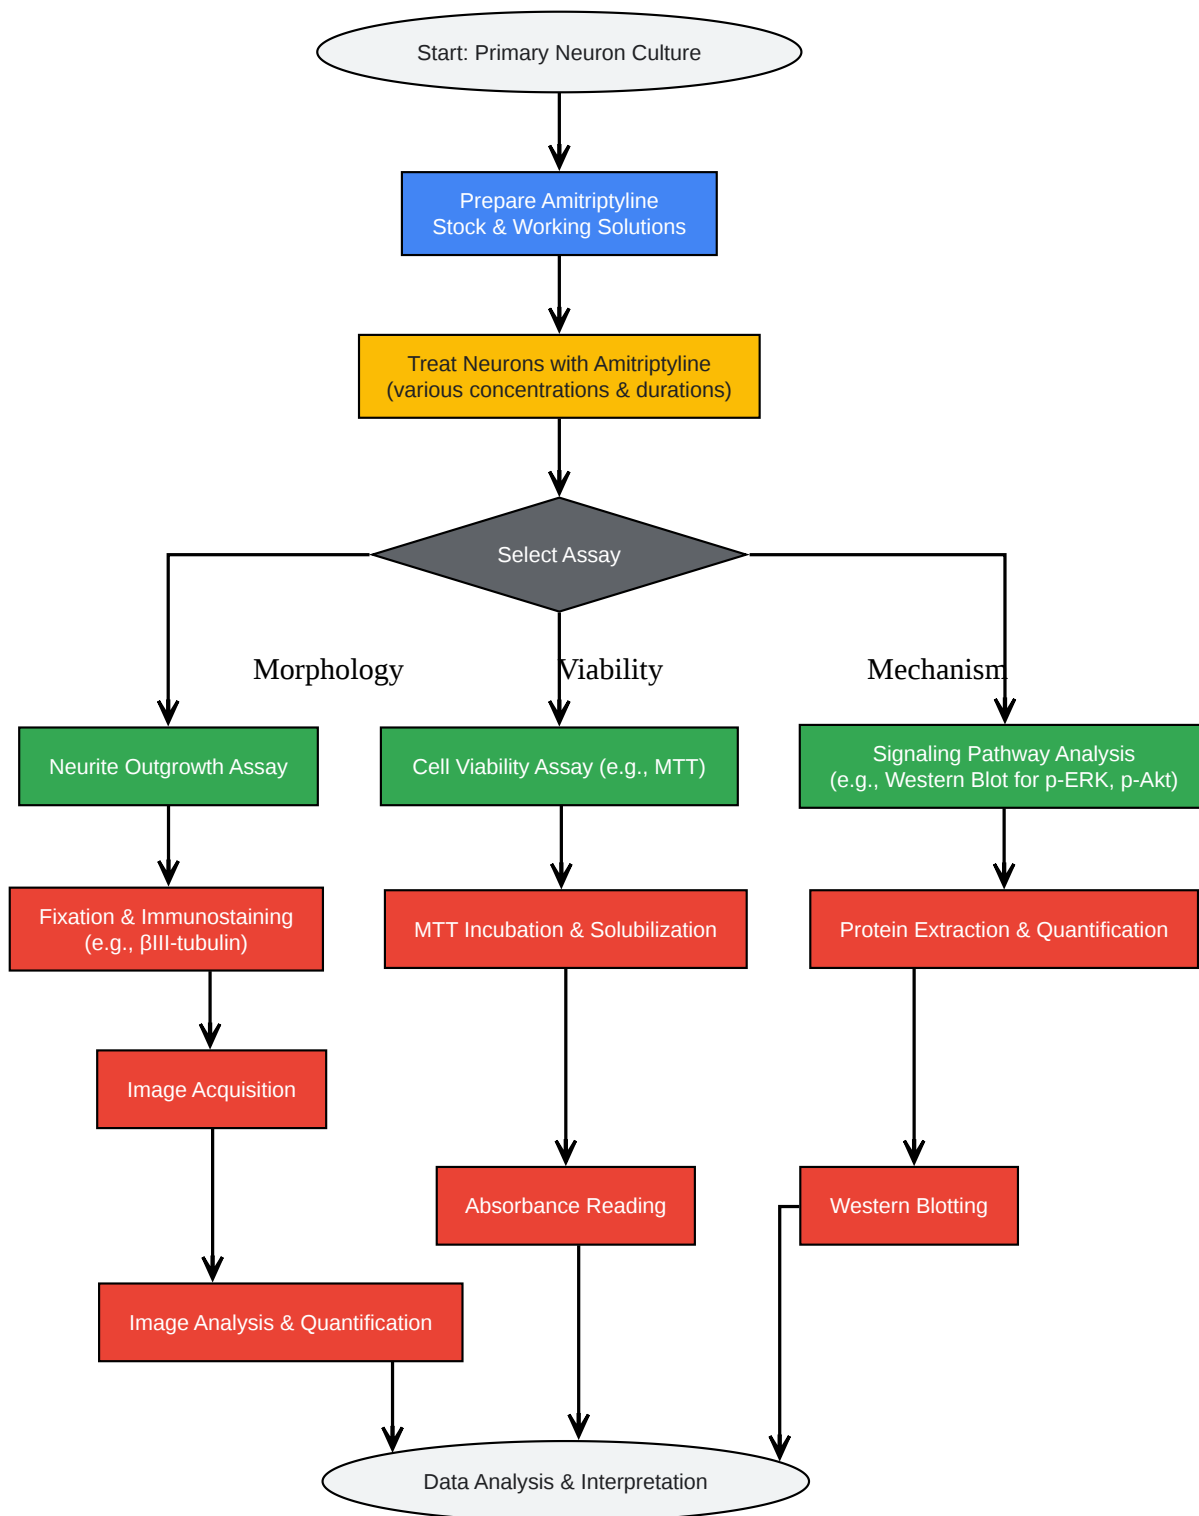 Start: Primary Neuron Culture
Prepare Amitriptyline
Stock & Working Solutions
Treat Neurons with Amitriptyline
(various concentrations & durations)
Select Assay
Morphology
Viability
Mechanism
Neurite Outgrowth Assay
Cell Viability Assay (e.g., MTT)
Signaling Pathway Analysis
(e.g., Western Blot for p-ERK, p-Akt)
Fixation & Immunostaining
(e.g., βIII-tubulin)
MTT Incubation & Solubilization
Protein Extraction & Quantification
Image Acquisition
Absorbance Reading
Western Blotting
Image Analysis & Quantification
Data Analysis & Interpretation